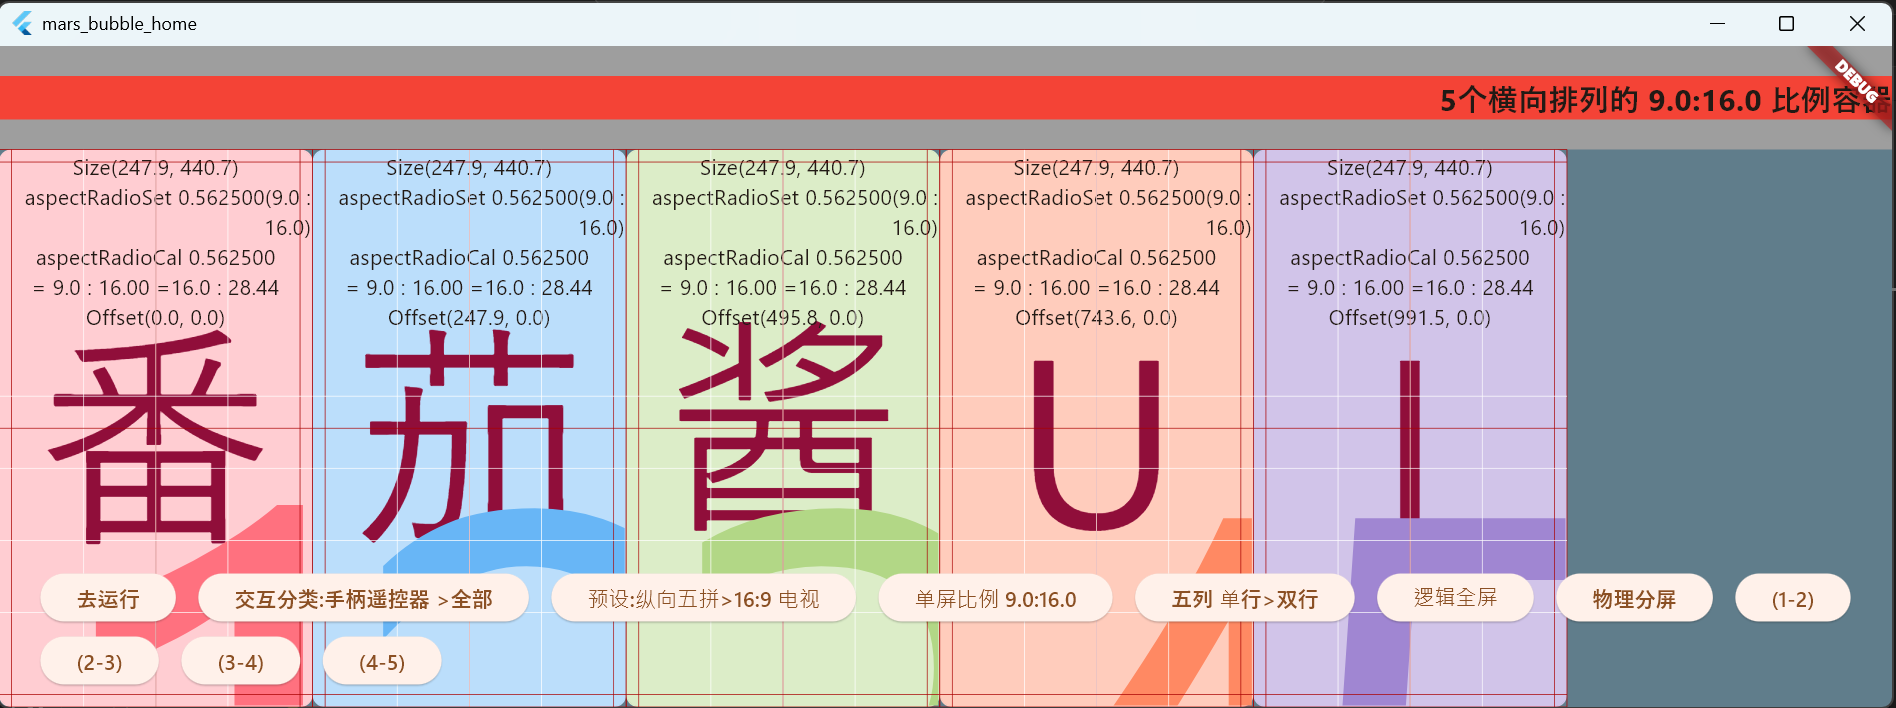 mars_bubble_home
DEBUG
5个横向排列的 9.0:16.0 比例容器
Size(247.9, 440.7)
aspectRadioSet 0.562500(9.0 :
16.0)
aspectRadioCal 0.562500
= 9.0 : 16.00 =16.0 : 28.44
Offset(0.0, 0.0)
番
1
Size(247.9, 440.7)
aspectRadioSet 0.562500(9.0 :
16.0)
aspectRadioCal 0.562500
= 9.0 : 16.00 =16.0 : 28.44
Offset(247.9, 0.0)
茄
2
Size(247.9, 440.7)
aspectRadioSet 0.562500(9.0 :
16.0)
aspectRadioCal 0.562500
= 9.0 : 16.00 =16.0 : 28.44
Offset(495.8, 0.0)
酱
3
Size(247.9, 440.7)
aspectRadioSet 0.562500(9.0 :
16.0)
aspectRadioCal 0.562500
= 9.0 : 16.00 =16.0 : 28.44
Offset(743.6, 0.0)
U
4
Size(247.9, 440.7)
aspectRadioSet 0.562500(9.0 :
16.0)
aspectRadioCal 0.562500
= 9.0 : 16.00 =16.0 : 28.44
Offset(991.5, 0.0)
I
5
去运行
交互分类:手柄遥控器 >全部
预设:纵向五拼>16:9 电视
单屏比例 9.0:16.0
五列 单行>双行
逻辑全屏
物理分屏
(1-2)
(2-3)
(3-4)
(4-5)